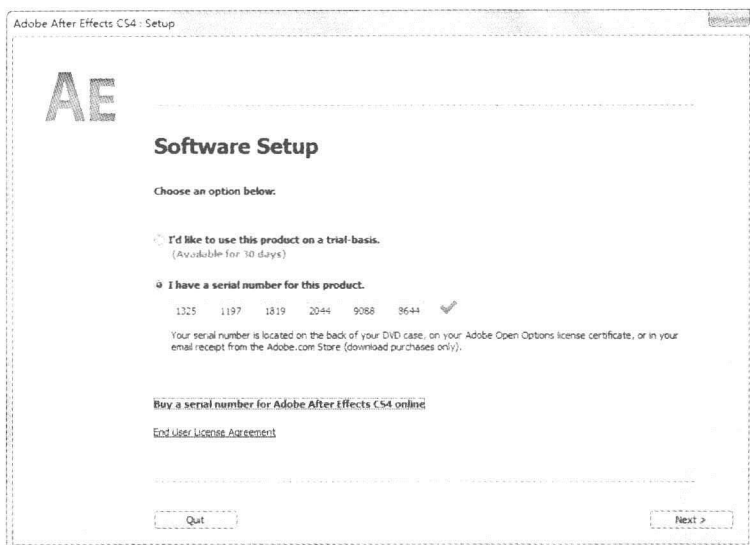 Adobe After Effects CS4 : Setup
AE
Software Setup
Choose an option below.
I'd like to use this product on a trial-basis.
(Available for 30 days)
I have a serial number for this product.
1325 1197 1819 2044 9088 8644
Your serial number is located on the back of your DVD case, on your Adobe Open Options license certificate, or in your
email receipt from the Adobe.com Store (download purchases only).
Buy a serial number for Adobe After Effects CS4 online
End User License Agreement
Quit
Next >